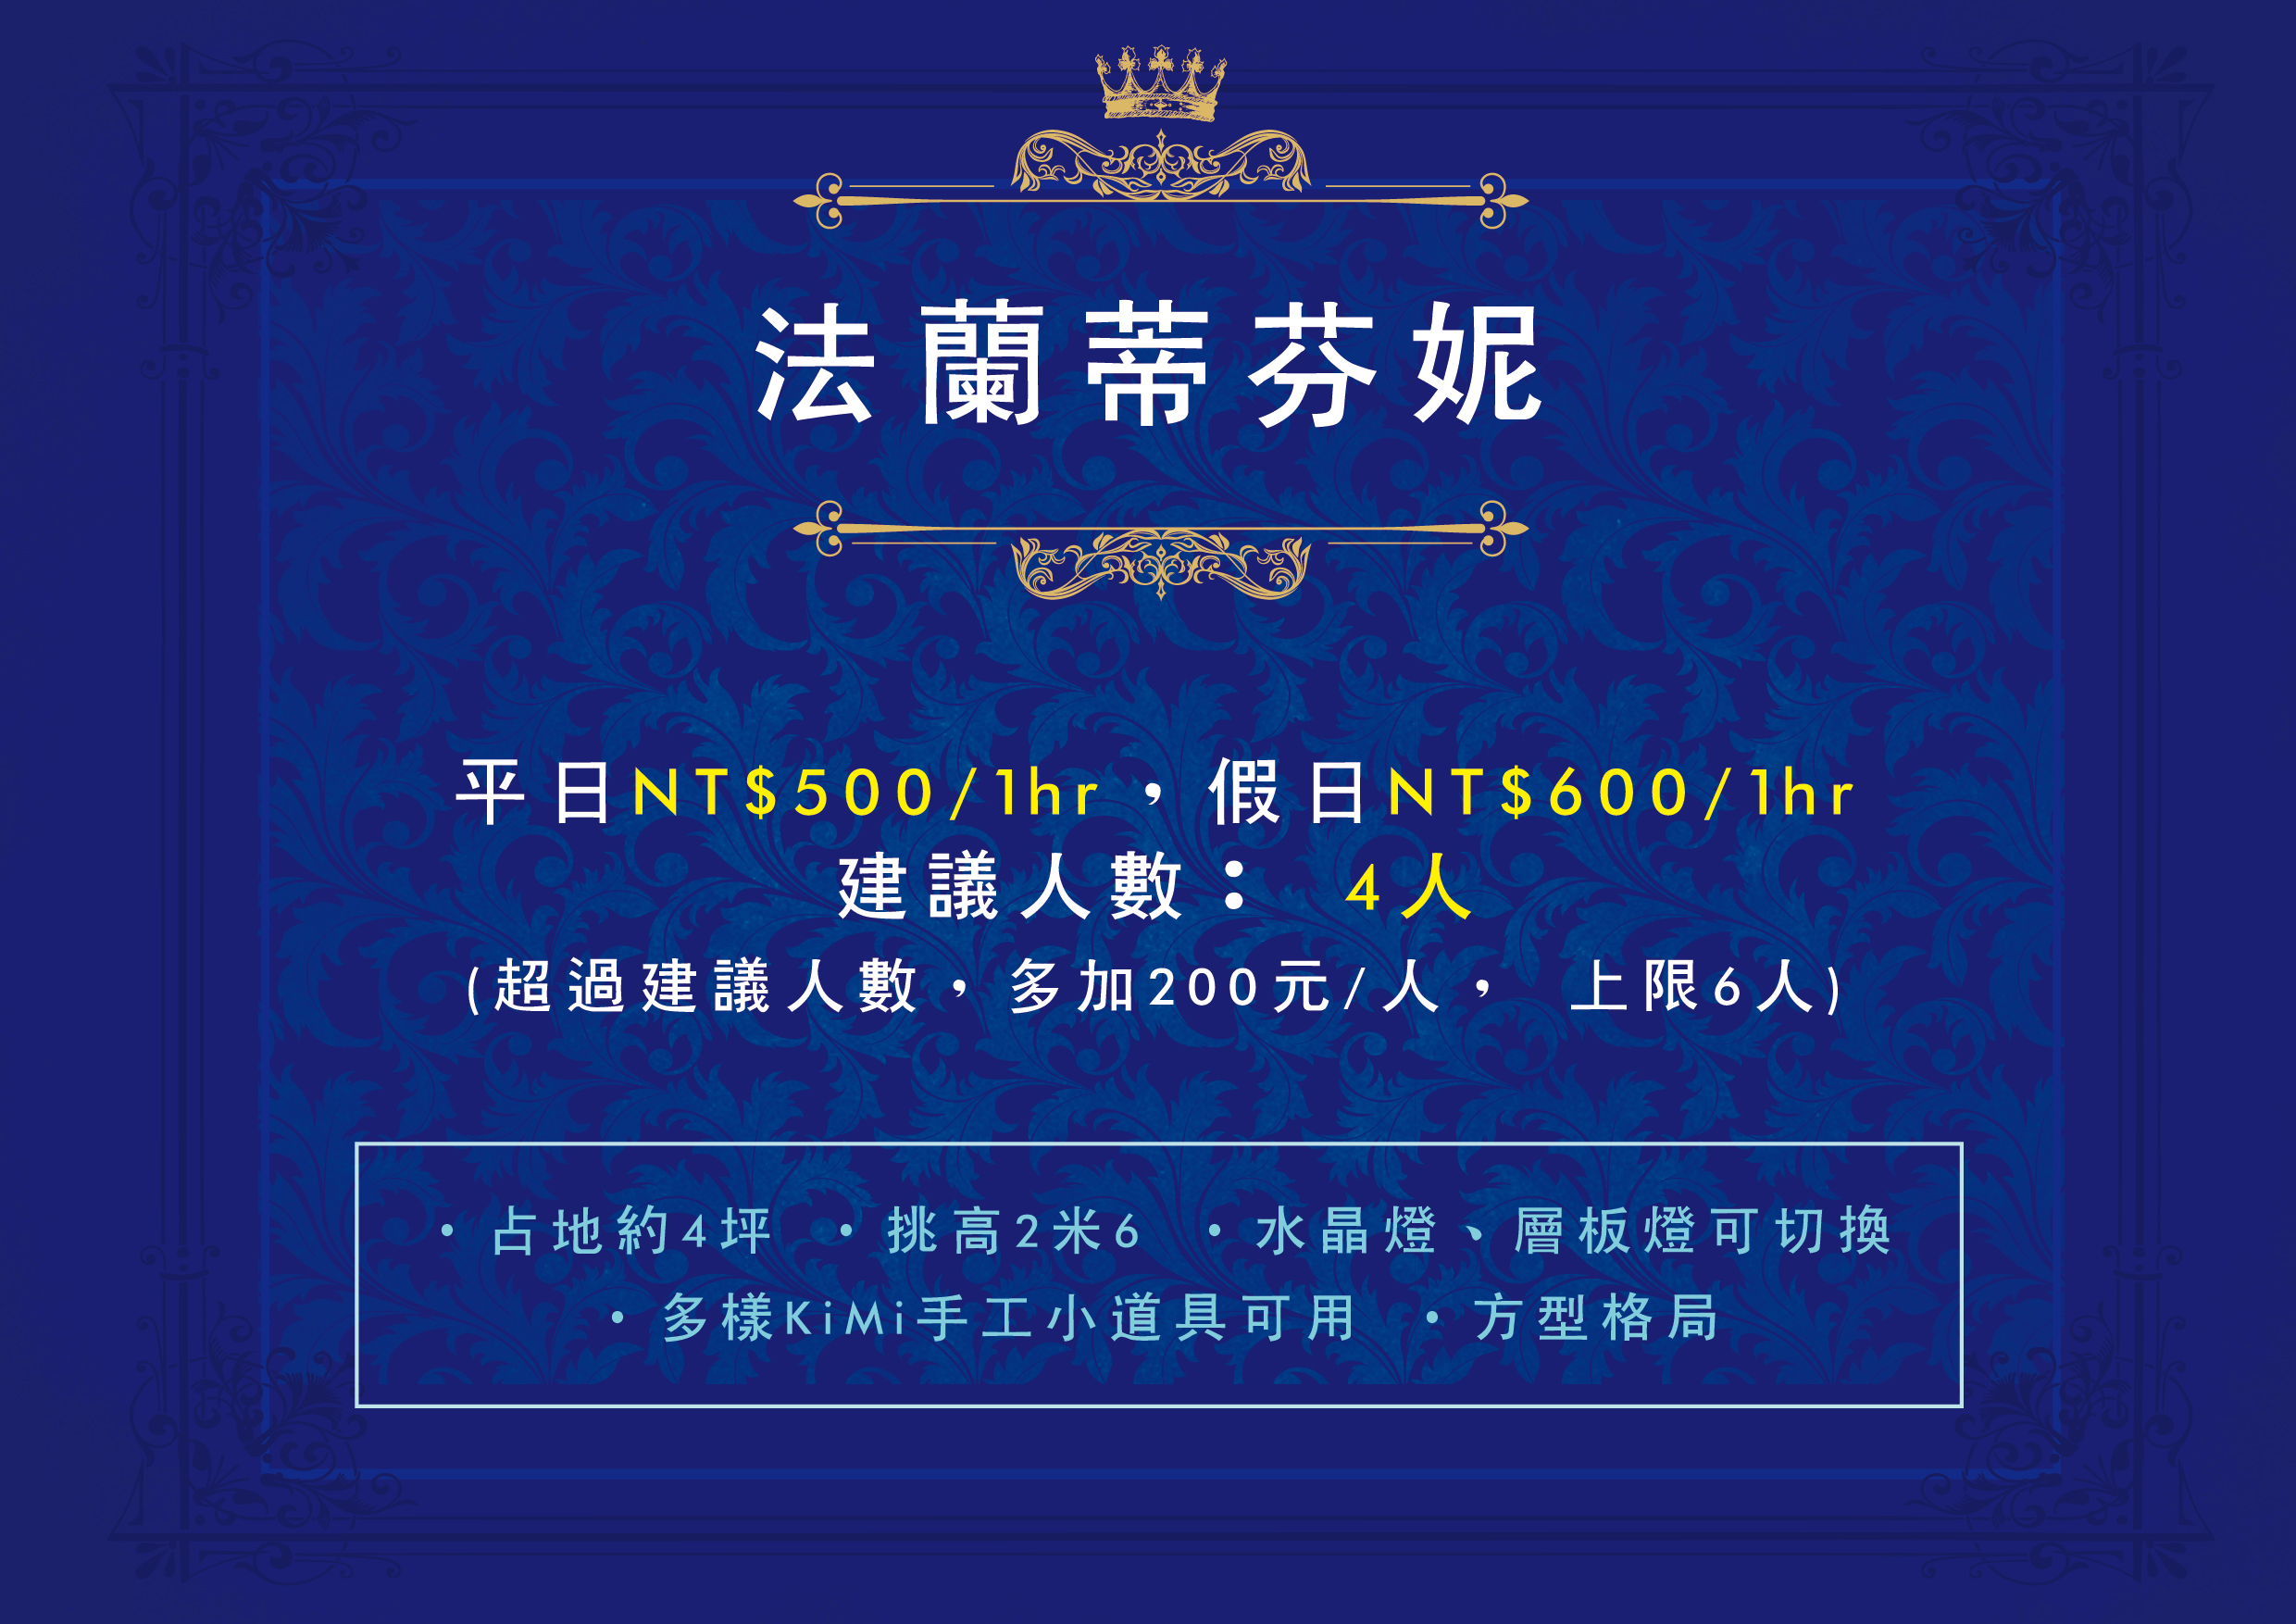 法蘭蒂芬妮
平日NT$500/1hr，假日NT$600/1hr
建議人數： 4人
(超過建議人數，多加200元/人， 上限6人)
・占地約4坪 ・挑高2米6 ・水晶燈、層板燈可切換
・多樣KiMi手工小道具可用 ・方型格局